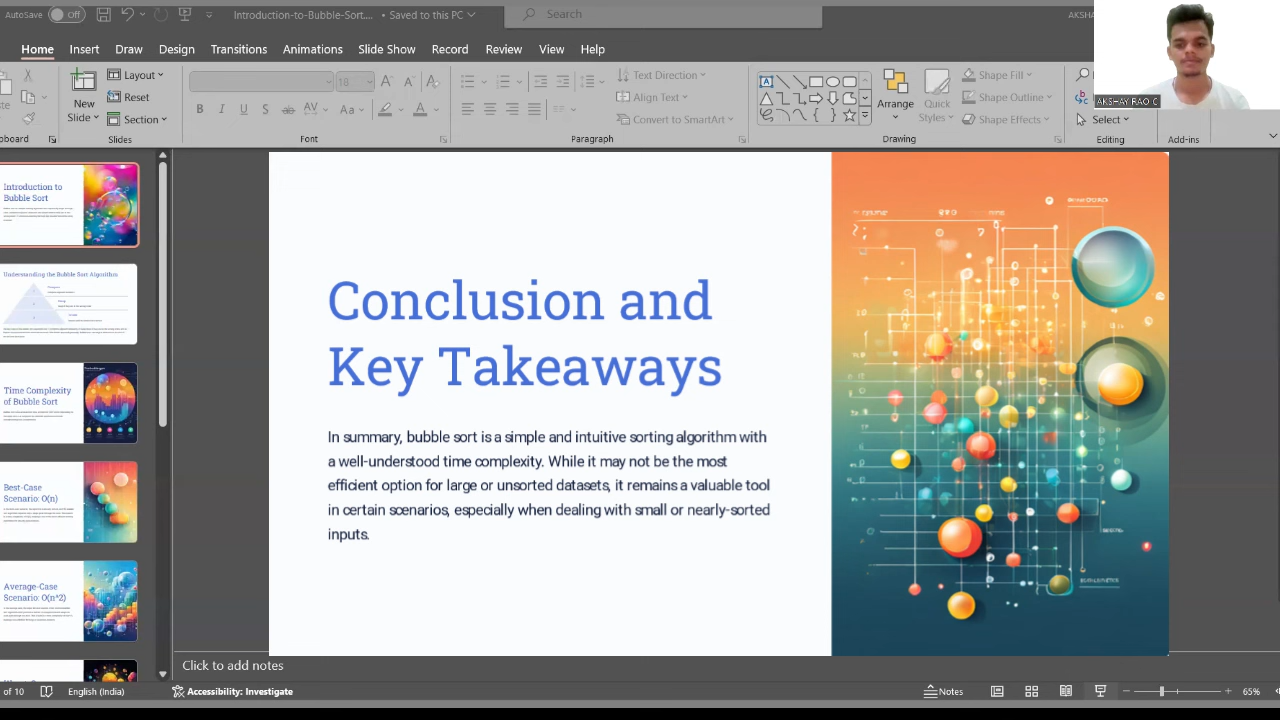 AutoSave Off Introduction-to-Bubble-Sort.... • Saved to this PC Search AKSHA
Home Insert Draw Design Transitions Animations Slide Show Record Review View Help
New Slide
Layout
Reset
Section
18
B I U S ab AV Aa A A A
Text Direction
Align Text
Convert to SmartArt
Arrange
Quick Styles
Shape Fill
Shape Outline
Shape Effects
Select
AKSHAY RAO C
Slides Font Paragraph Drawing Editing Add-ins
Introduction to
Bubble Sort
Understanding the Bubble Sort Algorithm
Time Complexity
of Bubble Sort
Best-Case
Scenario: O(n)
Average-Case
Scenario: O(n^2)
Conclusion and
Key Takeaways
In summary, bubble sort is a simple and intuitive sorting algorithm with
a well-understood time complexity. While it may not be the most
efficient option for large or unsorted datasets, it remains a valuable tool
in certain scenarios, especially when dealing with small or nearly-sorted
inputs.
Click to add notes
of 10 English (India) Accessibility: Investigate Notes 65%